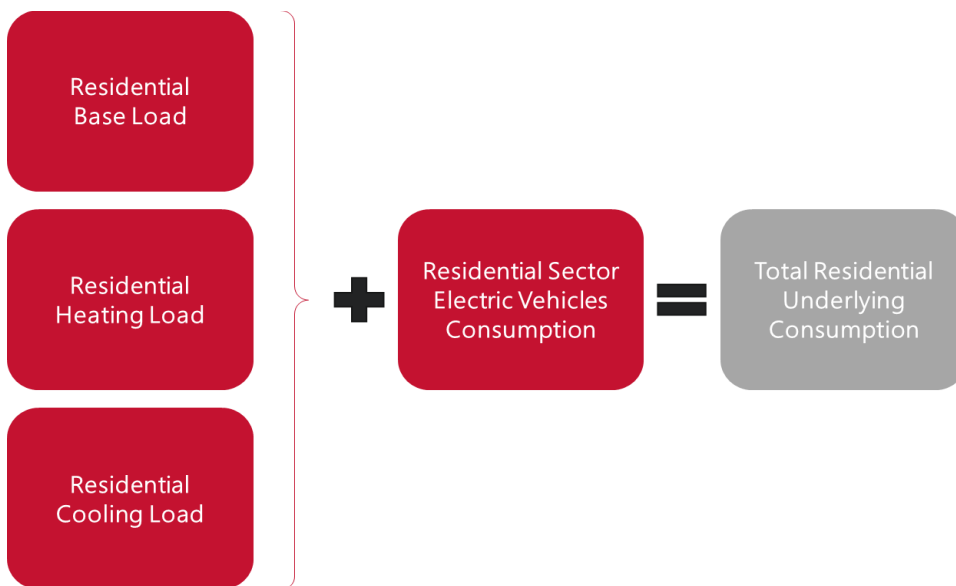 Residential
Base Load
Residential
Heating Load
Residential
Cooling Load
+
Residential Sector
Electric Vehicles
Consumption
=
Total Residential
Underlying
Consumption